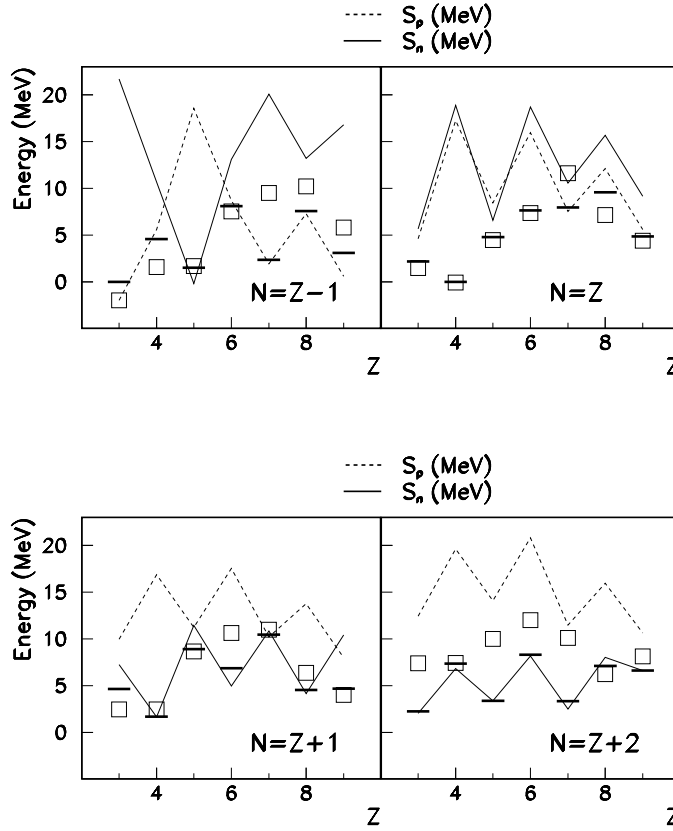 S_p (MeV)
S_n (MeV)
Energy (MeV)
20
15
10
5
0
N=Z−1
N=Z
4 6 8
4 6 8
Z
Z
S_p (MeV)
S_n (MeV)
Energy (MeV)
20
15
10
5
0
N=Z+1
N=Z+2
4 6 8
4 6 8
Z
Z